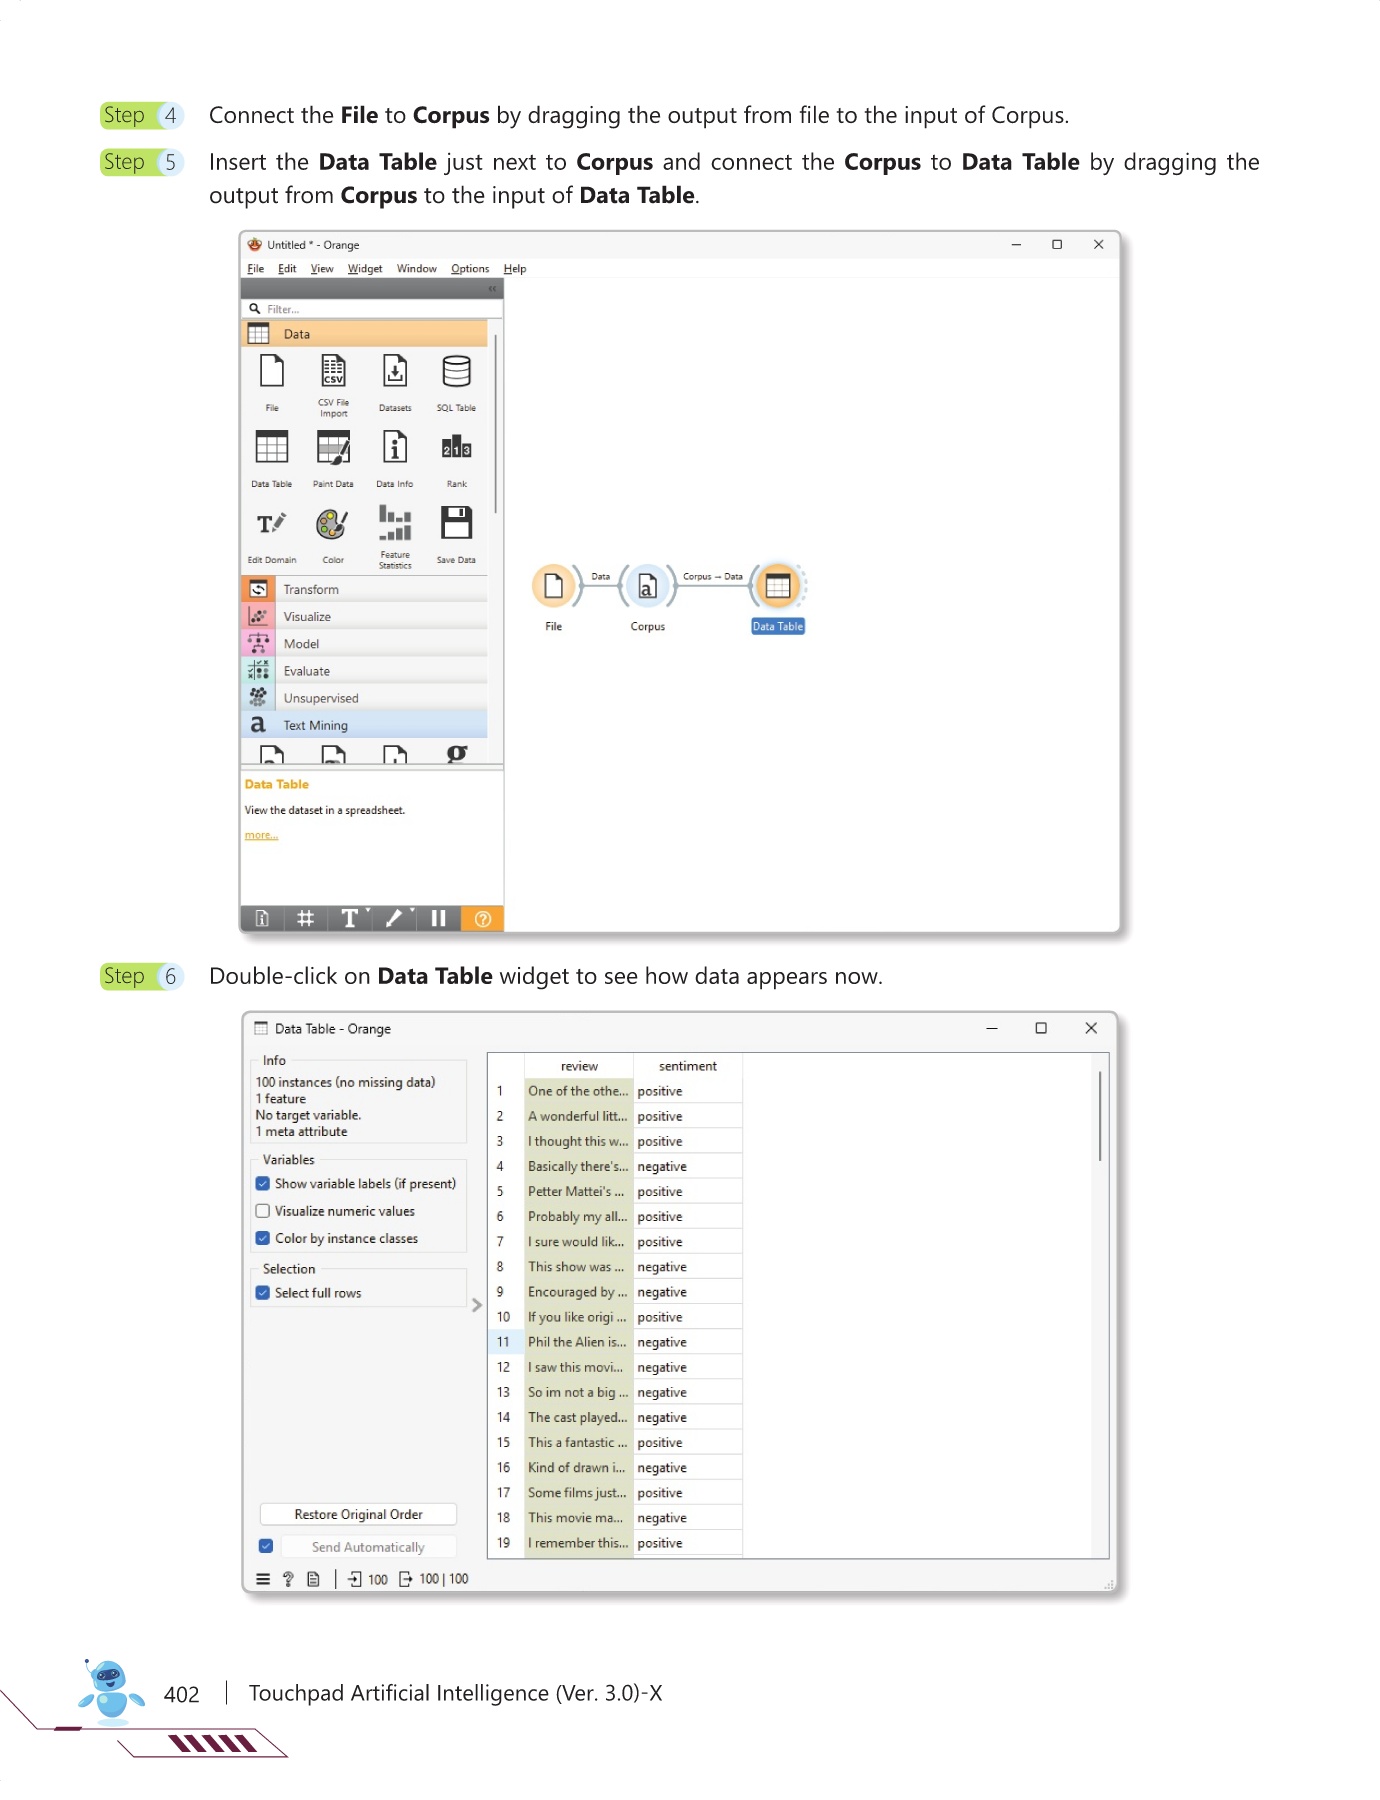 Step 4 Connect the File to Corpus by dragging the output from file to the input of Corpus.
Step 5 Insert the Data Table just next to Corpus and connect the Corpus to Data Table by dragging the
output from Corpus to the input of Data Table.
Untitled * - Orange
File Edit View Widget Window Options Help
Filter...
Data
File CSV File Import Datasets SQL Table
Data Table Paint Data Data Info Rank
Edit Domain Color Feature Statistics Save Data
Transform
Visualize
Model
Evaluate
Unsupervised
Text Mining
Data Corpus → Data
File Corpus Data Table
Data Table
View the dataset in a spreadsheet.
more...
Step 6 Double-click on Data Table widget to see how data appears now.
Data Table - Orange
Info
100 instances (no missing data)
1 feature
No target variable.
1 meta attribute
Variables
Show variable labels (if present)
Visualize numeric values
Color by instance classes
Selection
Select full rows
Restore Original Order
Send Automatically
100 100 | 100
review sentiment
1 One of the othe... positive
2 A wonderful litt... positive
3 I thought this w... positive
4 Basically there's... negative
5 Petter Mattei's ... positive
6 Probably my all... positive
7 I sure would lik... positive
8 This show was ... negative
9 Encouraged by ... negative
10 If you like origi ... positive
11 Phil the Alien is... negative
12 I saw this movi... negative
13 So im not a big ... negative
14 The cast played... negative
15 This a fantastic ... positive
16 Kind of drawn i... negative
17 Some films just... positive
18 This movie ma... negative
19 I remember this... positive
402 | Touchpad Artificial Intelligence (Ver. 3.0)-X